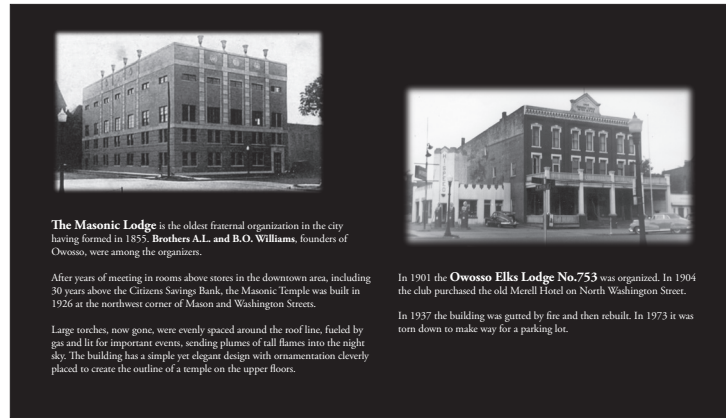 The Masonic Lodge is the oldest fraternal organization in the city
having formed in 1855. Brothers A.L. and B.O. Williams, founders of
Owosso, were among the organizers.
After years of meeting in rooms above stores in the downtown area, including
30 years above the Citizens Savings Bank, the Masonic Temple was built in
1926 at the northwest corner of Mason and Washington Streets.
Large torches, now gone, were evenly spaced around the roof line, fueled by
gas and lit for important events, sending plumes of tall flames into the night
sky. The building has a simple yet elegant design with ornamentation cleverly
placed to create the outline of a temple on the upper floors.
In 1901 the Owosso Elks Lodge No.753 was organized. In 1904
the club purchased the old Merell Hotel on North Washington Street.
In 1937 the building was gutted by fire and then rebuilt. In 1973 it was
torn down to make way for a parking lot.